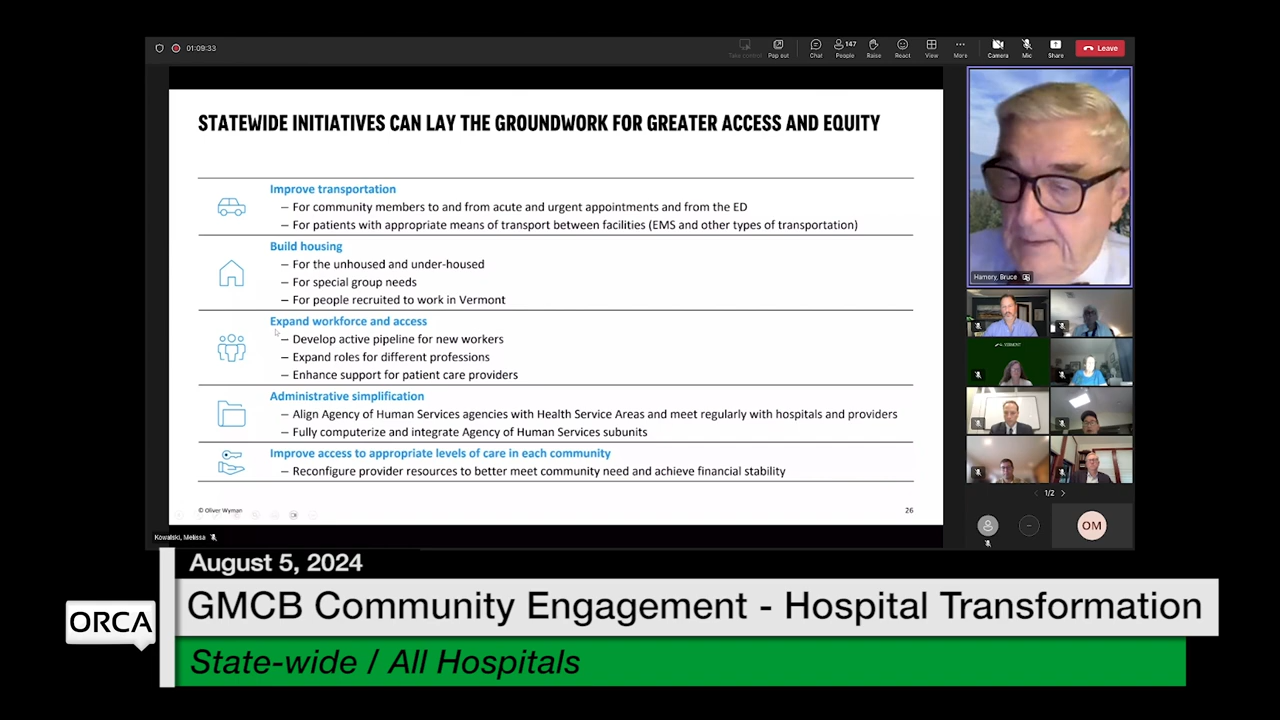 01:09:33
Take control
Pop out
Chat
147
People
Raise
React
View
More
Camera
Mic
Share
Leave
STATEWIDE INITIATIVES CAN LAY THE GROUNDWORK FOR GREATER ACCESS AND EQUITY
Improve transportation
– For community members to and from acute and urgent appointments and from the ED
– For patients with appropriate means of transport between facilities (EMS and other types of transportation)
Build housing
– For the unhoused and under-housed
– For special group needs
– For people recruited to work in Vermont
Expand workforce and access
– Develop active pipeline for new workers
– Expand roles for different professions
– Enhance support for patient care providers
Administrative simplification
– Align Agency of Human Services agencies with Health Service Areas and meet regularly with hospitals and providers
– Fully computerize and integrate Agency of Human Services subunits
Improve access to appropriate levels of care in each community
– Reconfigure provider resources to better meet community need and achieve financial stability
© Oliver Wyman
26
Kowalski, Melissa
Hamory, Bruce
VERMONT
1/2
OM
August 5, 2024
ORCA
GMCB Community Engagement - Hospital Transformation
State-wide / All Hospitals